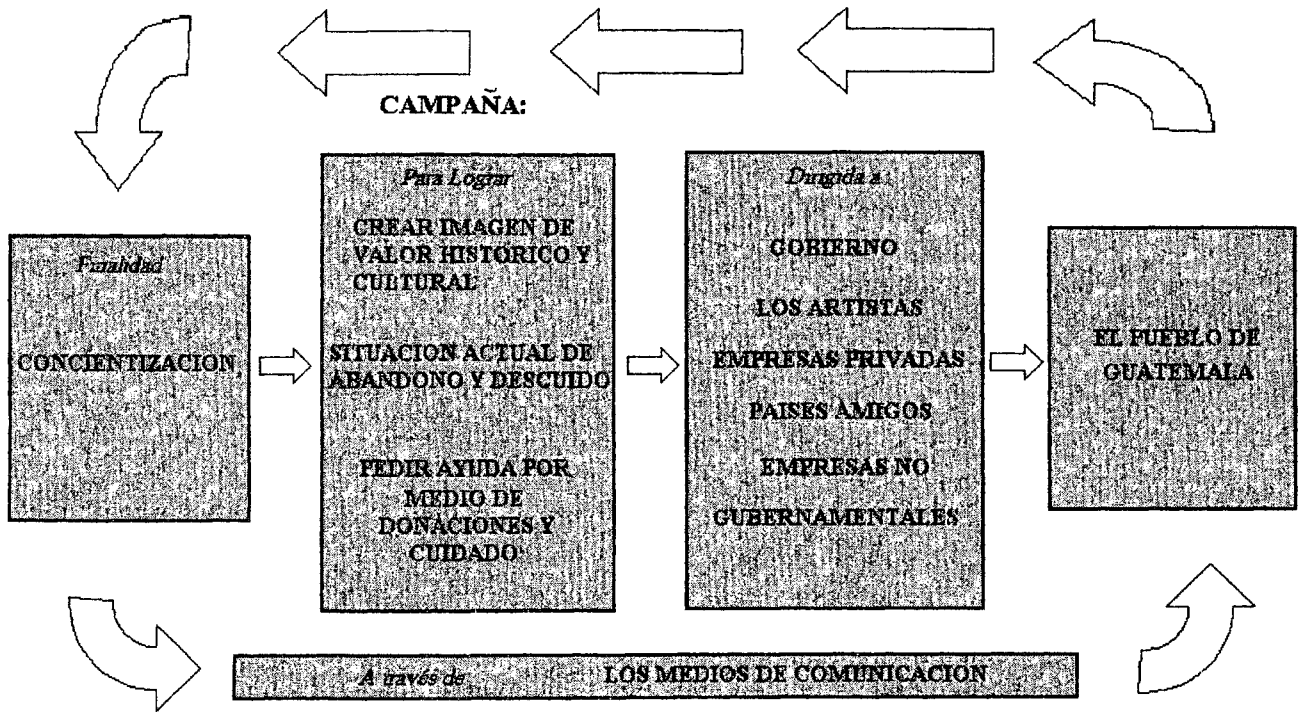 CAMPAÑA:
Finalidad
CONCIENTIZACION
Para Lograr
CREAR IMAGEN DE
VALOR HISTORICO Y
CULTURAL
SITUACION ACTUAL DE
ABANDONO Y DESCUIDO
PEDIR AYUDA POR
MEDIO DE
DONACIONES Y
CUIDADO
Dirigida a
GOBIERNO
LOS ARTISTAS
EMPRESAS PRIVADAS
PAISES AMIGOS
EMPRESAS NO
GUBERNAMENTALES
EL PUEBLO DE
GUATEMALA
A través de LOS MEDIOS DE COMUNICACIÓN